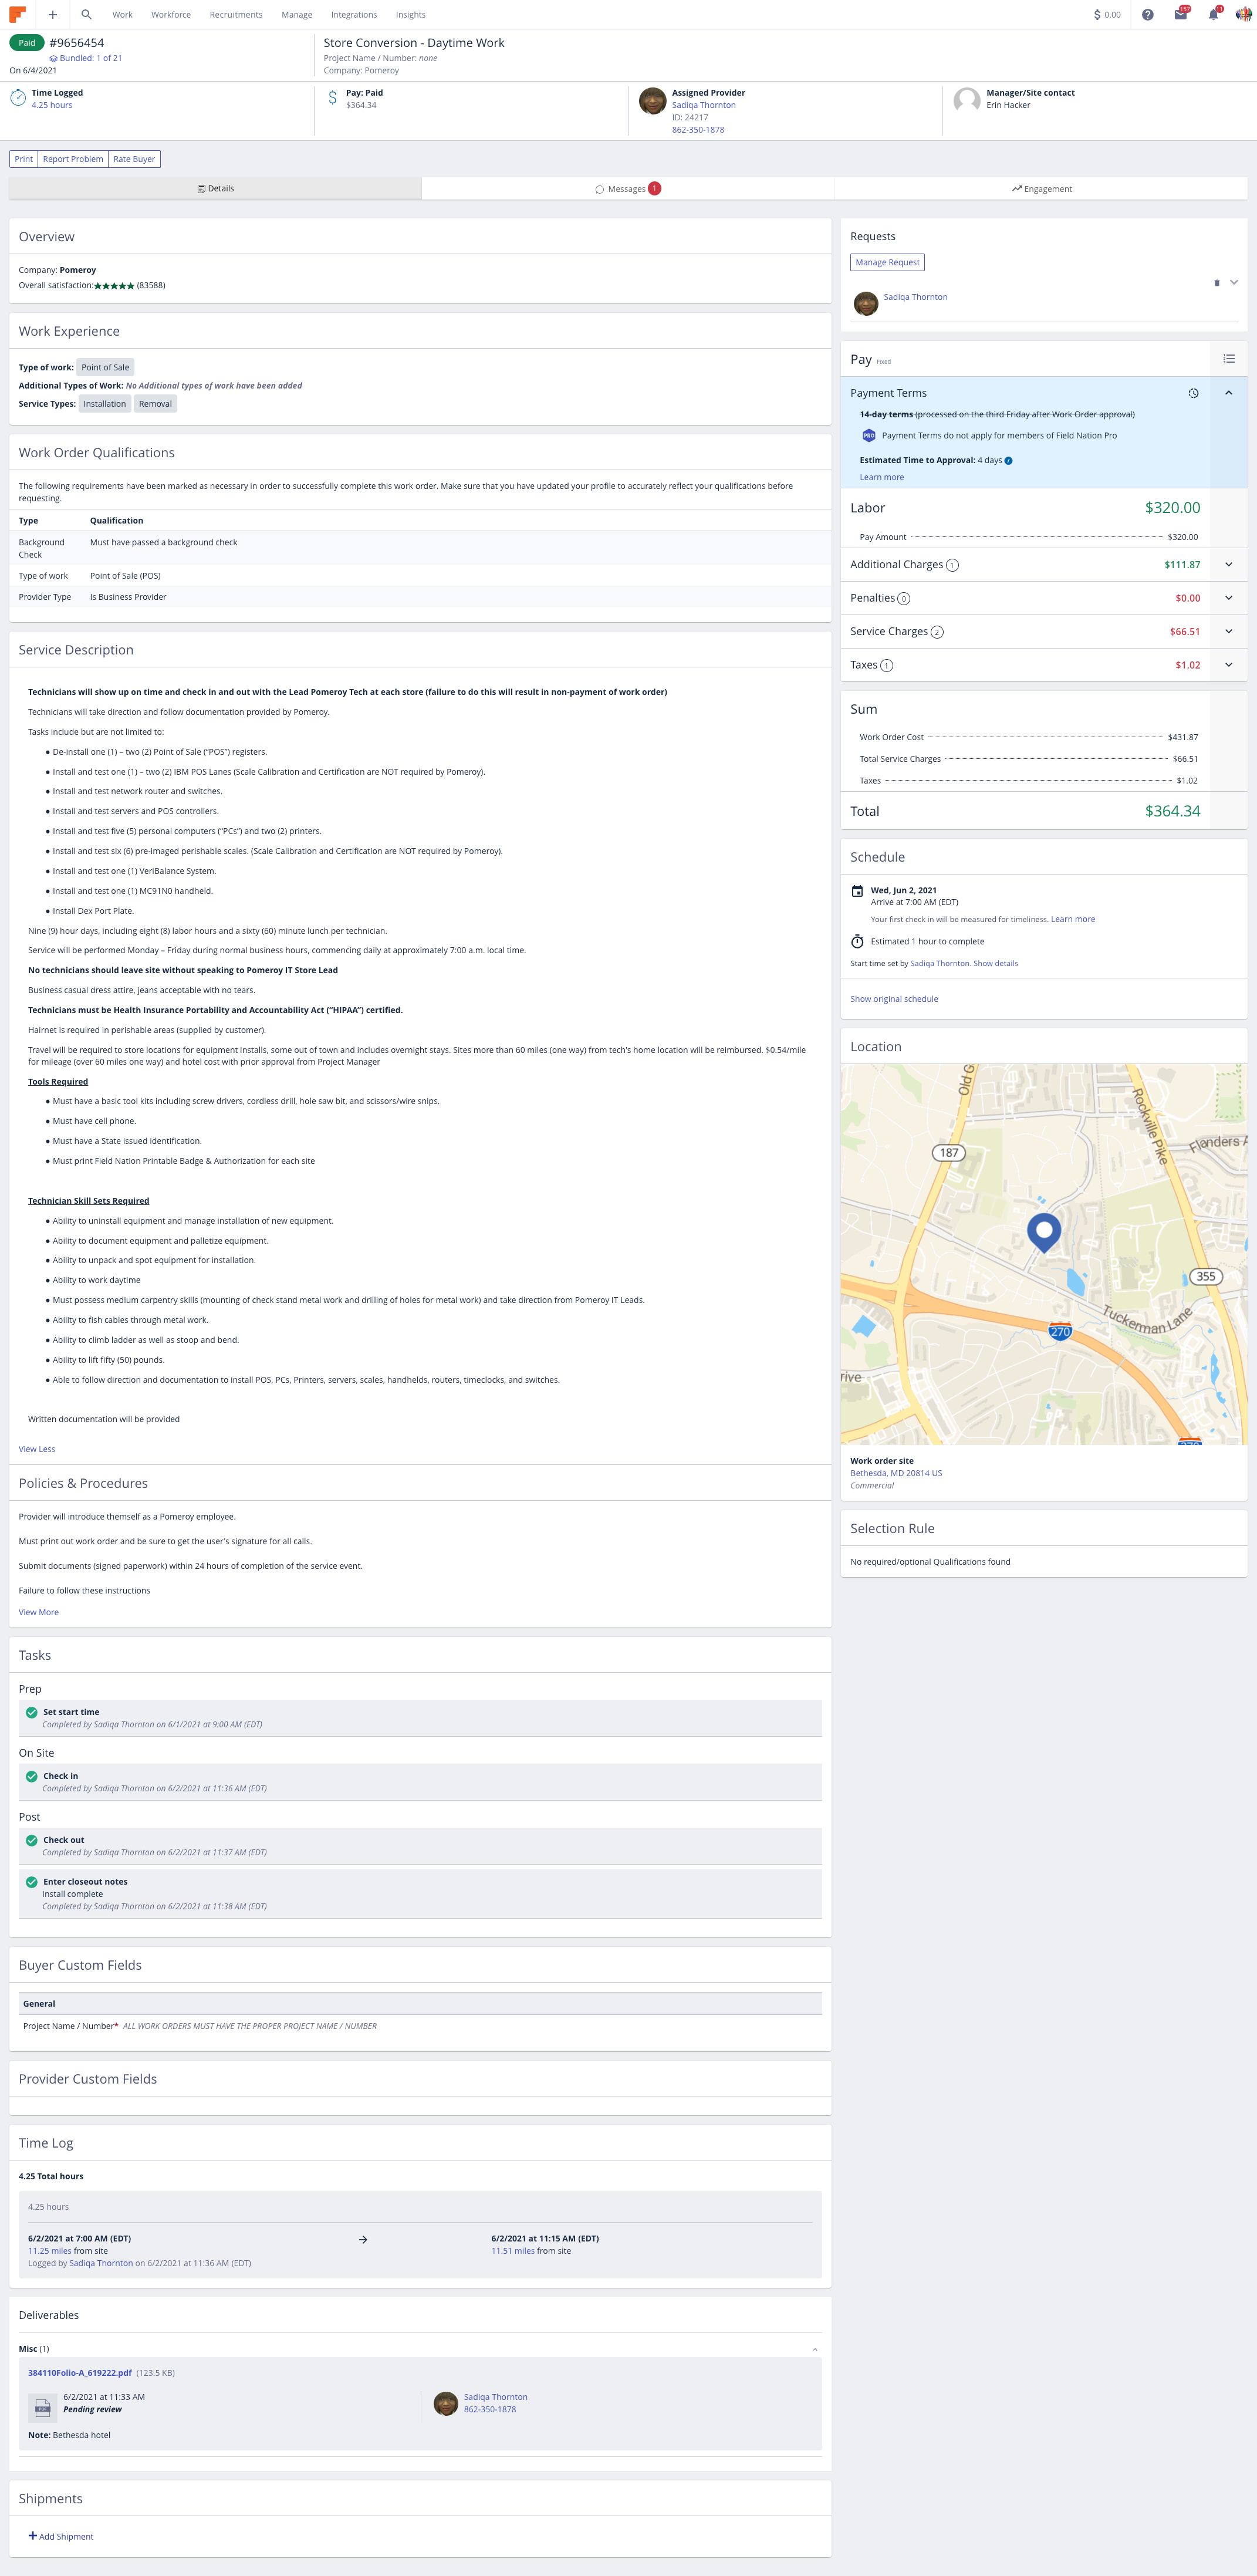 Work Workforce Recruitments Manage Integrations Insights $ 0.00 157 11
Paid #9656454
Bundled: 1 of 21
On 6/4/2021
Store Conversion - Daytime Work
Project Name / Number: none
Company: Pomeroy
Time Logged
4.25 hours
Pay: Paid
$364.34
Assigned Provider
Sadiqa Thornton
ID: 24217
862-350-1878
Manager/Site contact
Erin Hacker
Print Report Problem Rate Buyer
Details Messages 1 Engagement
Overview
Company: Pomeroy
Overall satisfaction:★★★★★ (83588)
Work Experience
Type of work: Point of Sale
Additional Types of Work: No Additional types of work have been added
Service Types: Installation Removal
Work Order Qualifications
The following requirements have been marked as necessary in order to successfully complete this work order. Make sure that you have updated your profile to accurately reflect your qualifications before
requesting.
Type Qualification
Background
Check
Must have passed a background check
Type of work Point of Sale (POS)
Provider Type Is Business Provider
Service Description
Technicians will show up on time and check in and out with the Lead Pomeroy Tech at each store (failure to do this will result in non-payment of work order)
Technicians will take direction and follow documentation provided by Pomeroy.
Tasks include but are not limited to:
● De-install one (1) – two (2) Point of Sale (“POS”) registers.
● Install and test one (1) – two (2) IBM POS Lanes (Scale Calibration and Certification are NOT required by Pomeroy).
● Install and test network router and switches.
● Install and test servers and POS controllers.
● Install and test five (5) personal computers (“PCs”) and two (2) printers.
● Install and test six (6) pre-imaged perishable scales. (Scale Calibration and Certification are NOT required by Pomeroy).
● Install and test one (1) VeriBalance System.
● Install and test one (1) MC91N0 handheld.
● Install Dex Port Plate.
Nine (9) hour days, including eight (8) labor hours and a sixty (60) minute lunch per technician.
Service will be performed Monday – Friday during normal business hours, commencing daily at approximately 7:00 a.m. local time.
No technicians should leave site without speaking to Pomeroy IT Store Lead
Business casual dress attire, jeans acceptable with no tears.
Technicians must be Health Insurance Portability and Accountability Act (“HIPAA”) certified.
Hairnet is required in perishable areas (supplied by customer).
Travel will be required to store locations for equipment installs, some out of town and includes overnight stays. Sites more than 60 miles (one way) from tech's home location will be reimbursed. $0.54/mile
for mileage (over 60 miles one way) and hotel cost with prior approval from Project Manager
Tools Required
● Must have a basic tool kits including screw drivers, cordless drill, hole saw bit, and scissors/wire snips.
● Must have cell phone.
● Must have a State issued identification.
● Must print Field Nation Printable Badge & Authorization for each site
Technician Skill Sets Required
● Ability to uninstall equipment and manage installation of new equipment.
● Ability to document equipment and palletize equipment.
● Ability to unpack and spot equipment for installation.
● Ability to work daytime
● Must possess medium carpentry skills (mounting of check stand metal work and drilling of holes for metal work) and take direction from Pomeroy IT Leads.
● Ability to fish cables through metal work.
● Ability to climb ladder as well as stoop and bend.
● Ability to lift fifty (50) pounds.
● Able to follow direction and documentation to install POS, PCs, Printers, servers, scales, handhelds, routers, timeclocks, and switches.
Written documentation will be provided
View Less
Policies & Procedures
Provider will introduce themself as a Pomeroy employee.
Must print out work order and be sure to get the user's signature for all calls.
Submit documents (signed paperwork) within 24 hours of completion of the service event.
Failure to follow these instructions
View More
Tasks
Prep
Set start time
Completed by Sadiqa Thornton on 6/1/2021 at 9:00 AM (EDT)
On Site
Check in
Completed by Sadiqa Thornton on 6/2/2021 at 11:36 AM (EDT)
Post
Check out
Completed by Sadiqa Thornton on 6/2/2021 at 11:37 AM (EDT)
Enter closeout notes
Install complete
Completed by Sadiqa Thornton on 6/2/2021 at 11:38 AM (EDT)
Buyer Custom Fields
General
Project Name / Number* ALL WORK ORDERS MUST HAVE THE PROPER PROJECT NAME / NUMBER
Provider Custom Fields
Time Log
4.25 Total hours
4.25 hours
6/2/2021 at 7:00 AM (EDT) → 6/2/2021 at 11:15 AM (EDT)
11.25 miles from site 11.51 miles from site
Logged by Sadiqa Thornton on 6/2/2021 at 11:36 AM (EDT)
Deliverables
Misc (1)
384110Folio-A_619222.pdf (123.5 KB)
PDF
6/2/2021 at 11:33 AM
Pending review
Sadiqa Thornton
862-350-1878
Note: Bethesda hotel
Shipments
+ Add Shipment
Requests
Manage Request
Sadiqa Thornton
Pay Fixed
Payment Terms
14-day terms (processed on the third Friday after Work Order approval)
PRO Payment Terms do not apply for members of Field Nation Pro
Estimated Time to Approval: 4 days
Learn more
Labor $320.00
Pay Amount $320.00
Additional Charges 1 $111.87
Penalties 0 $0.00
Service Charges 2 $66.51
Taxes 1 $1.02
Sum
Work Order Cost $431.87
Total Service Charges $66.51
Taxes $1.02
Total $364.34
Schedule
Wed, Jun 2, 2021
Arrive at 7:00 AM (EDT)
Your first check in will be measured for timeliness. Learn more
Estimated 1 hour to complete
Start time set by Sadiqa Thornton. Show details
Show original schedule
Location
Old G
Rockville Pike
Flanders A
187
355
Tuckerman Lane
270
rive
270
Work order site
Bethesda, MD 20814 US
Commercial
Selection Rule
No required/optional Qualifications found